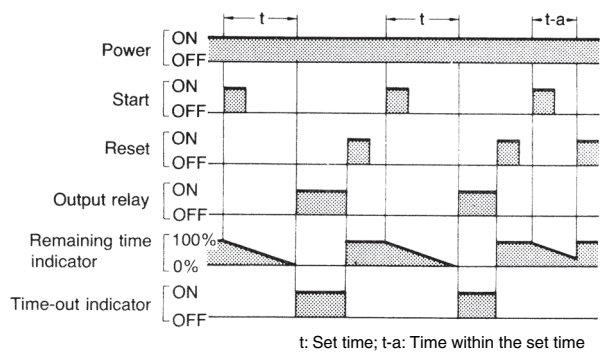 t t t-a
Power ON
OFF
Start ON
OFF
Reset ON
OFF
Output relay ON
OFF
Remaining time indicator 100%
0%
Time-out indicator ON
OFF
t: Set time; t-a: Time within the set time